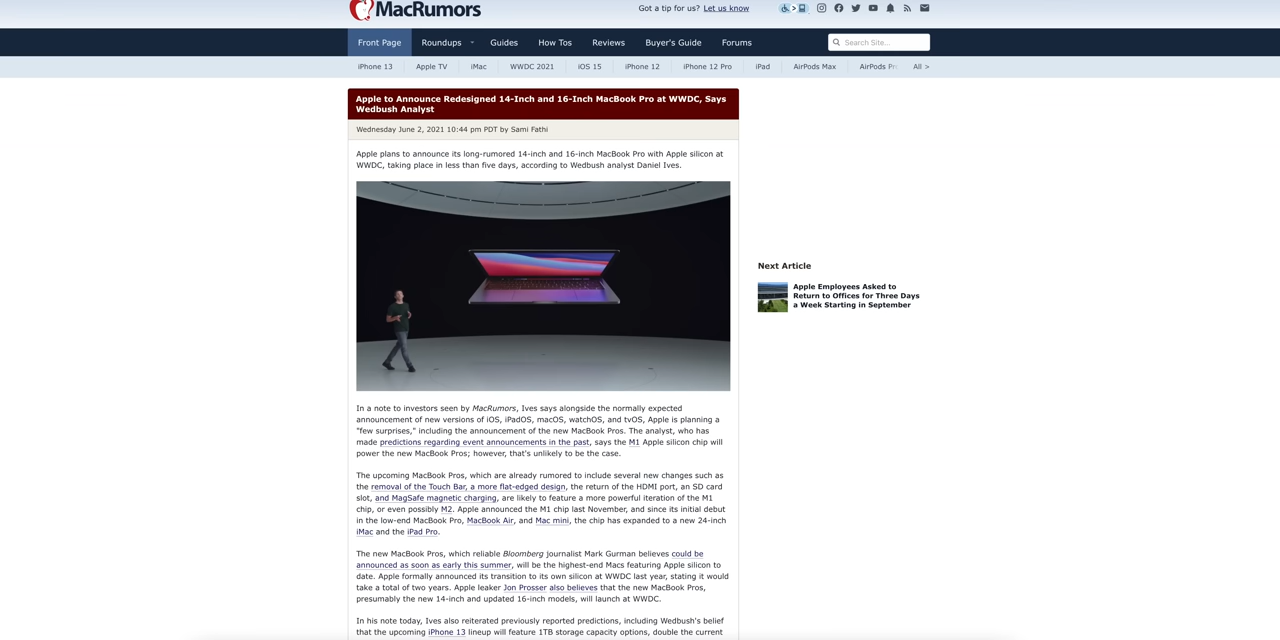 MacRumors
Got a tip for us? Let us know
Front Page
Roundups
Guides
How Tos
Reviews
Buyer's Guide
Forums
Search Site...
iPhone 13
Apple TV
iMac
WWDC 2021
iOS 15
iPhone 12
iPhone 12 Pro
iPad
AirPods Max
AirPods Pr
All >
Apple to Announce Redesigned 14-Inch and 16-Inch MacBook Pro at WWDC, Says
Wedbush Analyst
Wednesday June 2, 2021 10:44 pm PDT by Sami Fathi
Apple plans to announce its long-rumored 14-inch and 16-inch MacBook Pro with Apple silicon at
WWDC, taking place in less than five days, according to Wedbush analyst Daniel Ives.
Next Article
Apple Employees Asked to
Return to Offices for Three Days
a Week Starting in September
In a note to investors seen by MacRumors, Ives says alongside the normally expected
announcement of new versions of iOS, iPadOS, macOS, watchOS, and tvOS, Apple is planning a
"few surprises," including the announcement of the new MacBook Pros. The analyst, who has
made predictions regarding event announcements in the past, says the M1 Apple silicon chip will
power the new MacBook Pros; however, that's unlikely to be the case.
The upcoming MacBook Pros, which are already rumored to include several new changes such as
the removal of the Touch Bar, a more flat-edged design, the return of the HDMI port, an SD card
slot, and MagSafe magnetic charging, are likely to feature a more powerful iteration of the M1
chip, or even possibly M2. Apple announced the M1 chip last November, and since its initial debut
in the low-end MacBook Pro, MacBook Air, and Mac mini, the chip has expanded to a new 24-inch
iMac and the iPad Pro.
The new MacBook Pros, which reliable Bloomberg journalist Mark Gurman believes could be
announced as soon as early this summer, will be the highest-end Macs featuring Apple silicon to
date. Apple formally announced its transition to its own silicon at WWDC last year, stating it would
take a total of two years. Apple leaker Jon Prosser also believes that the new MacBook Pros,
presumably the new 14-inch and updated 16-inch models, will launch at WWDC.
In his note today, Ives also reiterated previously reported predictions, including Wedbush's belief
that the upcoming iPhone 13 lineup will feature 1TB storage capacity options, double the current